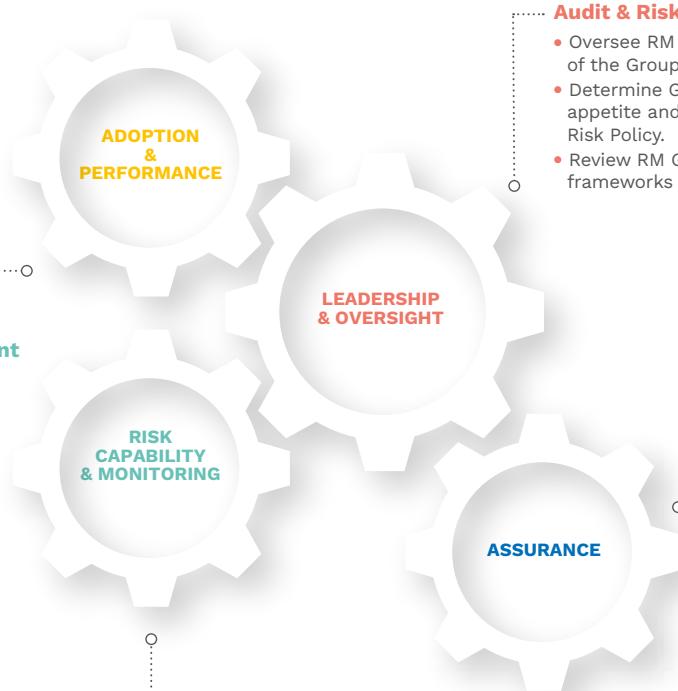 Audit & Risk
• Oversee RM
of the Group
• Determine G
appetite and
Risk Policy.
• Review RM G
frameworks
ADOPTION
&
PERFORMANCE
LEADERSHIP
& OVERSIGHT
nt
RISK
CAPABILITY
& MONITORING
ASSURANCE